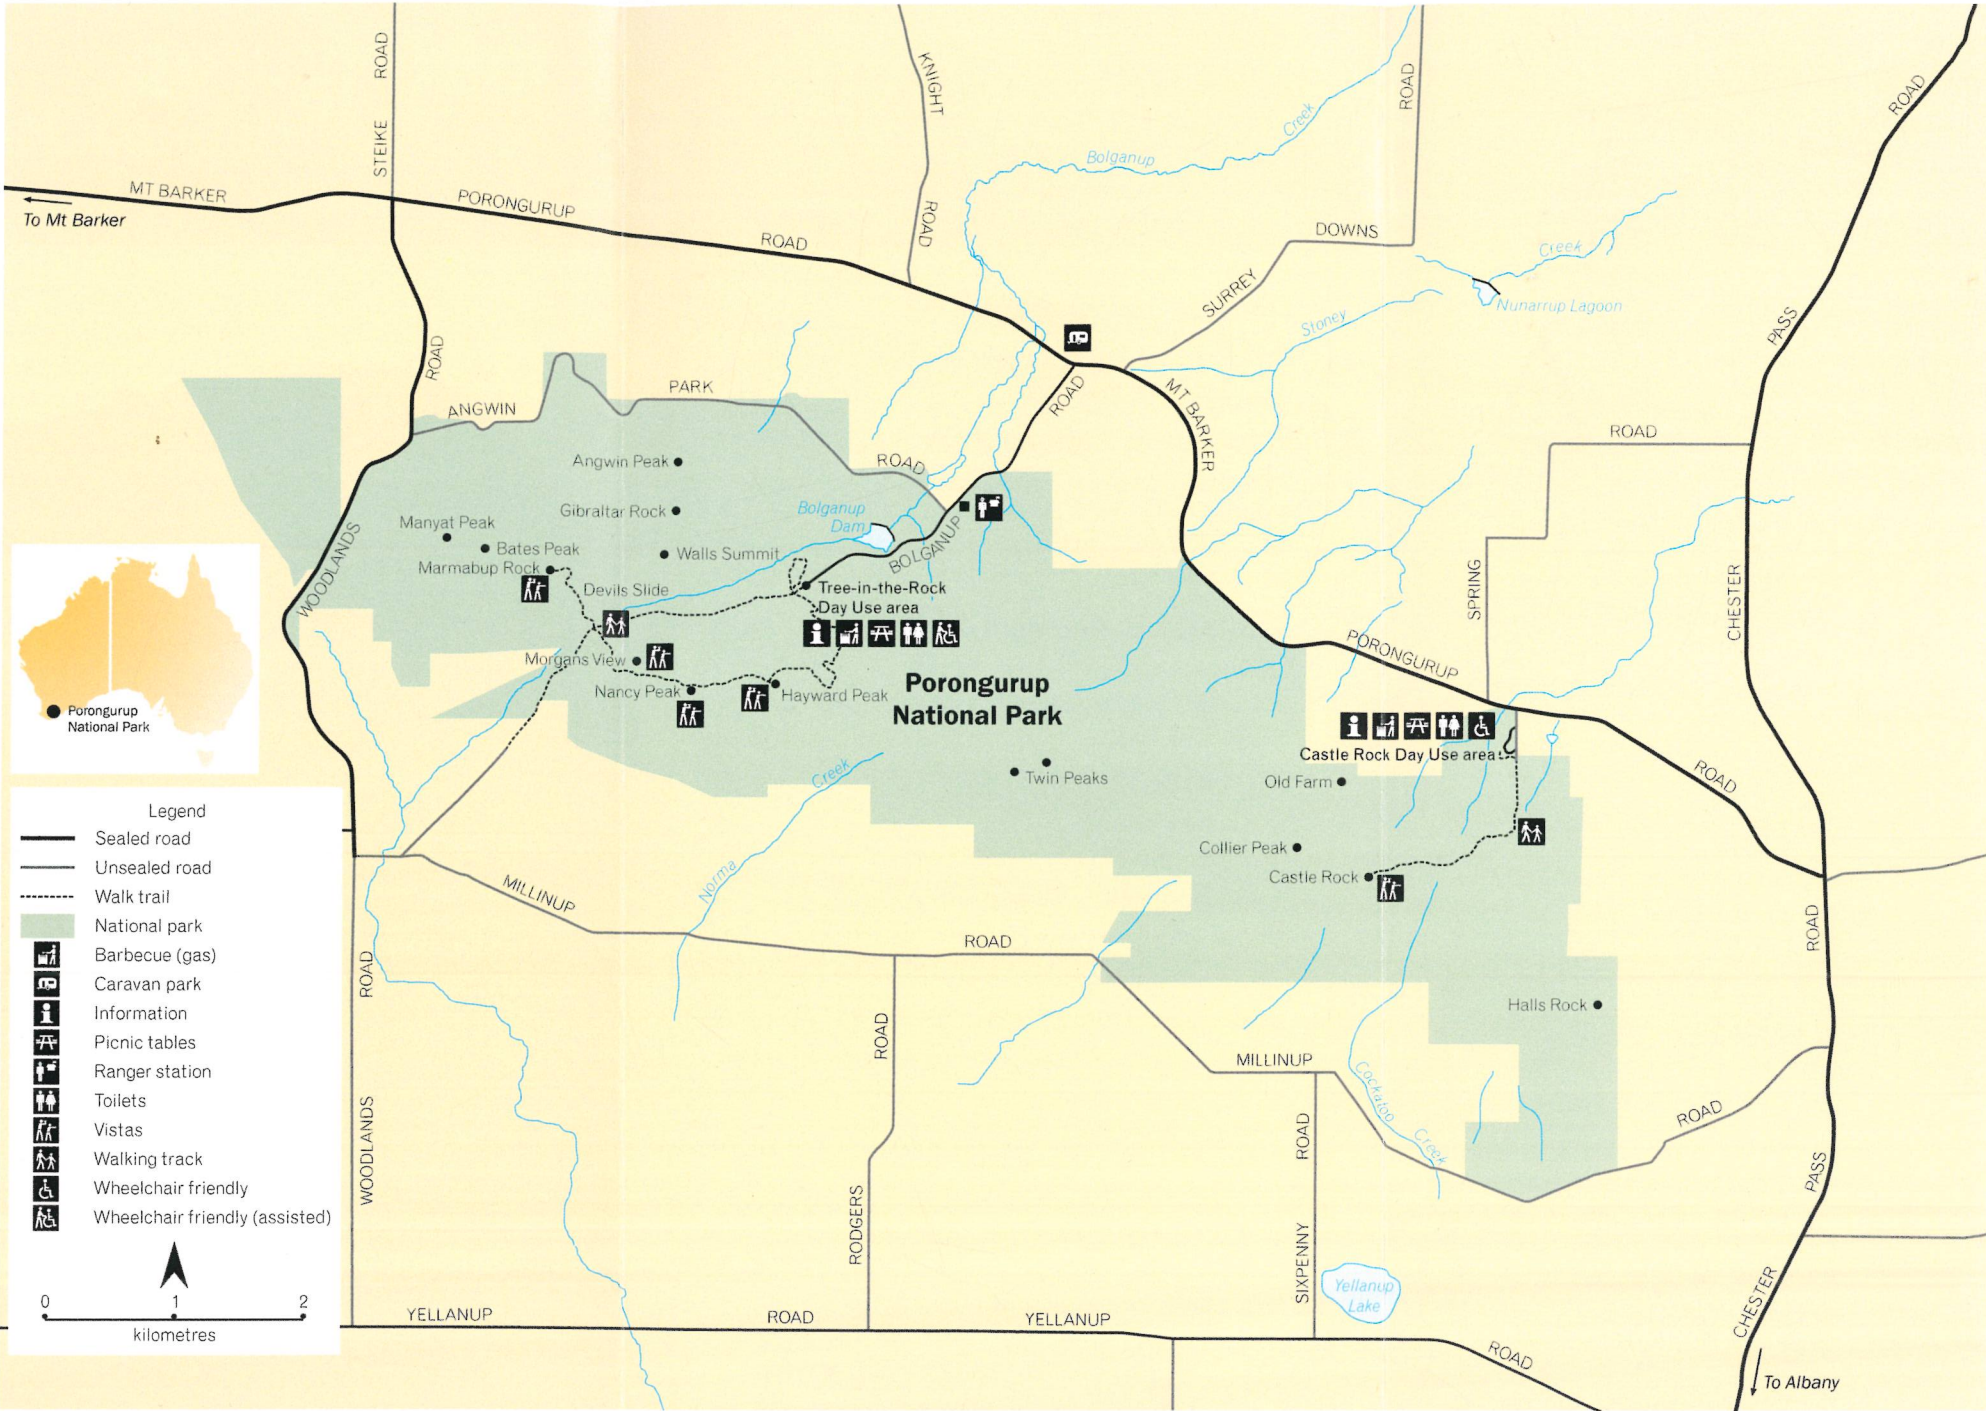 STEIKE ROAD
KNIGHT ROAD
ROAD
ROAD
Bolganup Creek
MT BARKER
PORONGURUP
ROAD
To Mt Barker
DOWNS
SURREY
Creek
Nunarrup Lagoon
Stoney
PASS
ROAD
ANGWIN
PARK
ROAD
ROAD
MT BARKER
ROAD
Angwin Peak
Gibraltar Rock
Manyat Peak
Bates Peak
Marmabup Rock
Walls Summit
Devils Slide
Bolganup
Dam
BOLGANUP
WOODLANDS
Tree-in-the-Rock
Day Use area
SPRING
CHESTER
PORONGURUP
Morgans View
Nancy Peak
Hayward Peak
Porongurup
National Park
Porongurup
National Park
Castle Rock Day Use area
Twin Peaks
Old Farm
ROAD
Norma Creek
Collier Peak
Castle Rock
MILLINUP
ROAD
ROAD
Halls Rock
Legend
Sealed road
Unsealed road
Walk trail
National park
Barbecue (gas)
Caravan park
Information
Picnic tables
Ranger station
Toilets
Vistas
Walking track
Wheelchair friendly
Wheelchair friendly (assisted)
0 1 2
kilometres
ROAD
WOODLANDS
ROAD
RODGERS
MILLINUP
Cockatoo Creek
ROAD
ROAD
SIXPENNY
PASS
CHESTER
Yellanup
Lake
YELLANUP
ROAD
YELLANUP
ROAD
To Albany